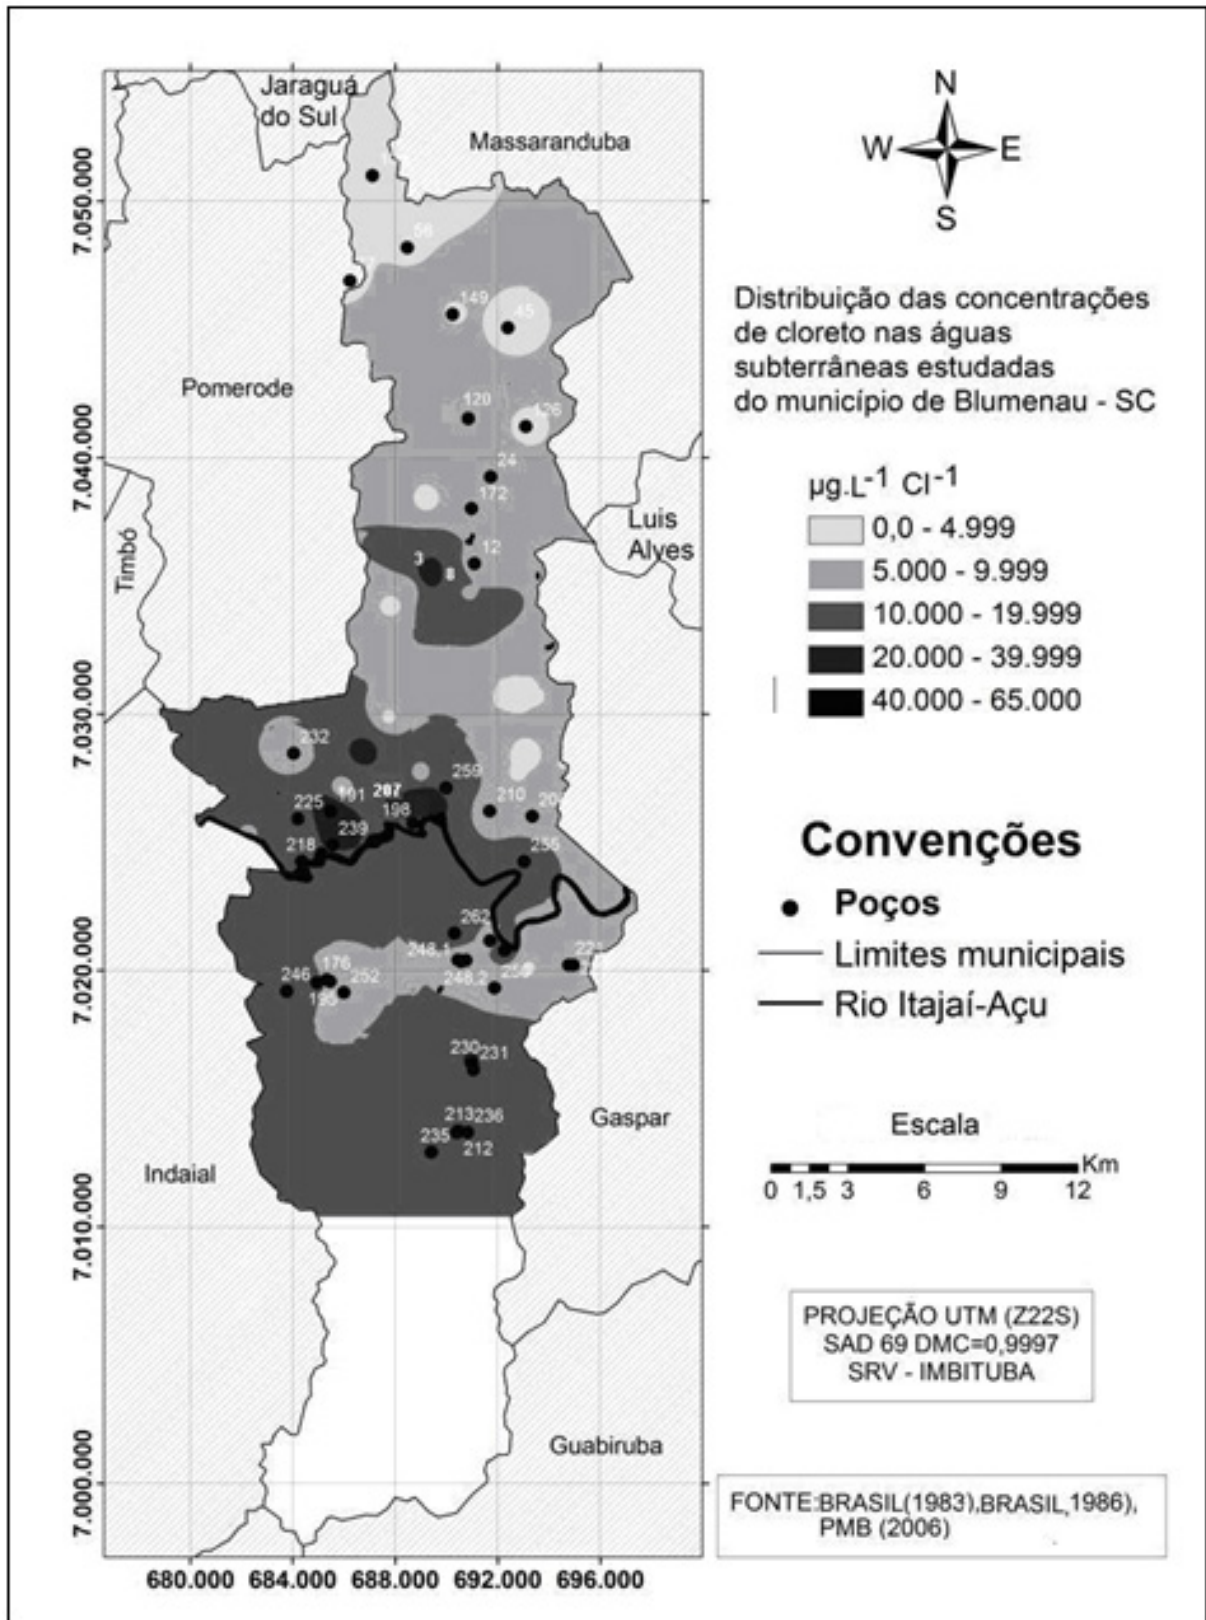 Jaraguá
do Sul
Massaranduba
N
W E
S
7.050.000
56
149
45
Distribuição das concentrações
de cloreto nas águas
subterrâneas estudadas
do município de Blumenau - SC
Pomerode
120
126
7.040.000
24
172
µg.L⁻¹ Cl⁻¹
0,0 - 4.999
5.000 - 9.999
10.000 - 19.999
20.000 - 39.999
40.000 - 65.000
Luis
Alves
Timbó
12
3
8
7.030.000
232
259
207
191
225
198
210
20
239
218
255
Convenções
Poços
Limites municipais
Rio Itajaí-Açu
262
248.1
221
7.020.000
246
176
252
248.2
195
230
231
213
236
235
212
Gaspar
Escala
Km
0 1,5 3 6 9 12
Indaial
7.010.000
PROJEÇÃO UTM (Z22S)
SAD 69 DMC=0,9997
SRV - IMBITUBA
Guabiruba
7.000.000
FONTE:BRASIL(1983),BRASIL,1986),
PMB (2006)
680.000 684.000 688.000 692.000 696.000